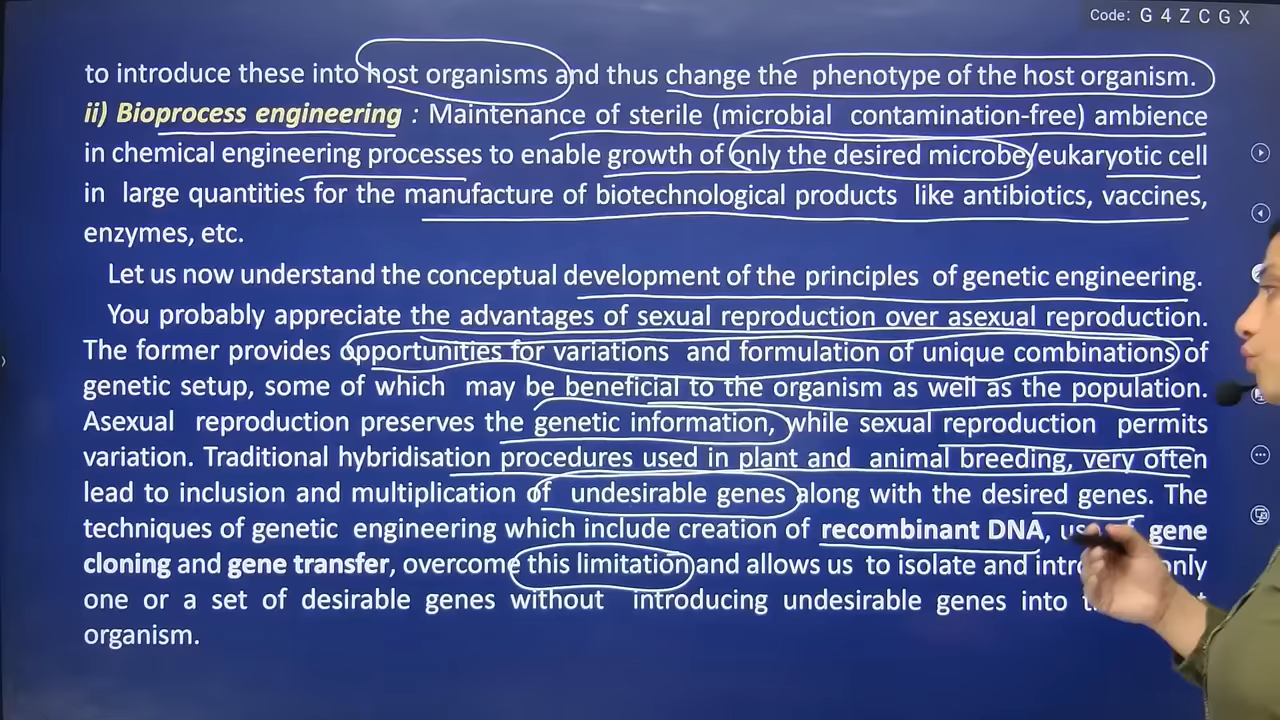 Code: G 4 Z C G X
to introduce these into host organisms and thus change the phenotype of the host organism.
ii) Bioprocess engineering : Maintenance of sterile (microbial contamination-free) ambience
in chemical engineering processes to enable growth of only the desired microbe/eukaryotic cell
in large quantities for the manufacture of biotechnological products like antibiotics, vaccines,
enzymes, etc.
Let us now understand the conceptual development of the principles of genetic engineering.
You probably appreciate the advantages of sexual reproduction over asexual reproduction.
The former provides opportunities for variations and formulation of unique combinations of
genetic setup, some of which may be beneficial to the organism as well as the population.
Asexual reproduction preserves the genetic information, while sexual reproduction permits
variation. Traditional hybridisation procedures used in plant and animal breeding, very often
lead to inclusion and multiplication of undesirable genes along with the desired genes. The
techniques of genetic engineering which include creation of recombinant DNA, gene
cloning and gene transfer, overcome this limitation and allows us to isolate and only
one or a set of desirable genes without introducing undesirable genes into
organism.